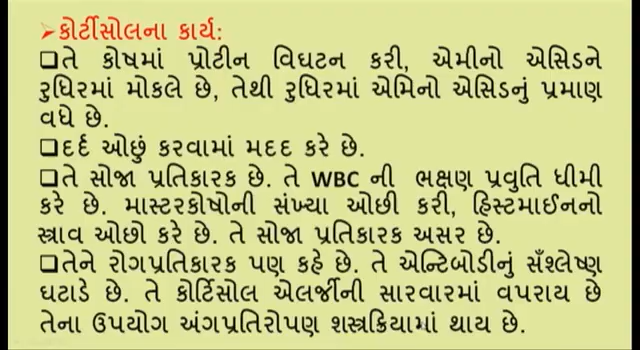 ➢કોર્ટીસોલના કાર્ય:
❑તે કોષમાં પ્રોટીન વિઘટન કરી, એમીનો એસિડને
રુધિરમાં મોકલે છે, તેથી રુધિરમાં એમિનો એસિડનું પ્રમાણ
વધે છે.
❑દર્દ ઓછું કરવામાં મદદ કરે છે.
❑તે સોજા પ્રતિકારક છે. તે WBC ની ભક્ષણ પ્રવુતિ ધીમી
કરે છે. માસ્ટરકોષોની સંખ્યા ઓછી કરી, હિસ્ટમાઈનનો
સ્ત્રાવ ઓછો કરે છે. તે સોજા પ્રતિકારક અસર છે.
❑તેને રોગપ્રતિકારક પણ કહે છે. તે એન્ટિબોડીનું સઁશ્લેષ્ણ
ઘટાડે છે. તે કોર્ટિસોલ એલર્જીની સારવારમાં વપરાય છે
તેના ઉપયોગ અંગપ્રતિરોપણ શસ્ત્રક્રિયામાં થાય છે.